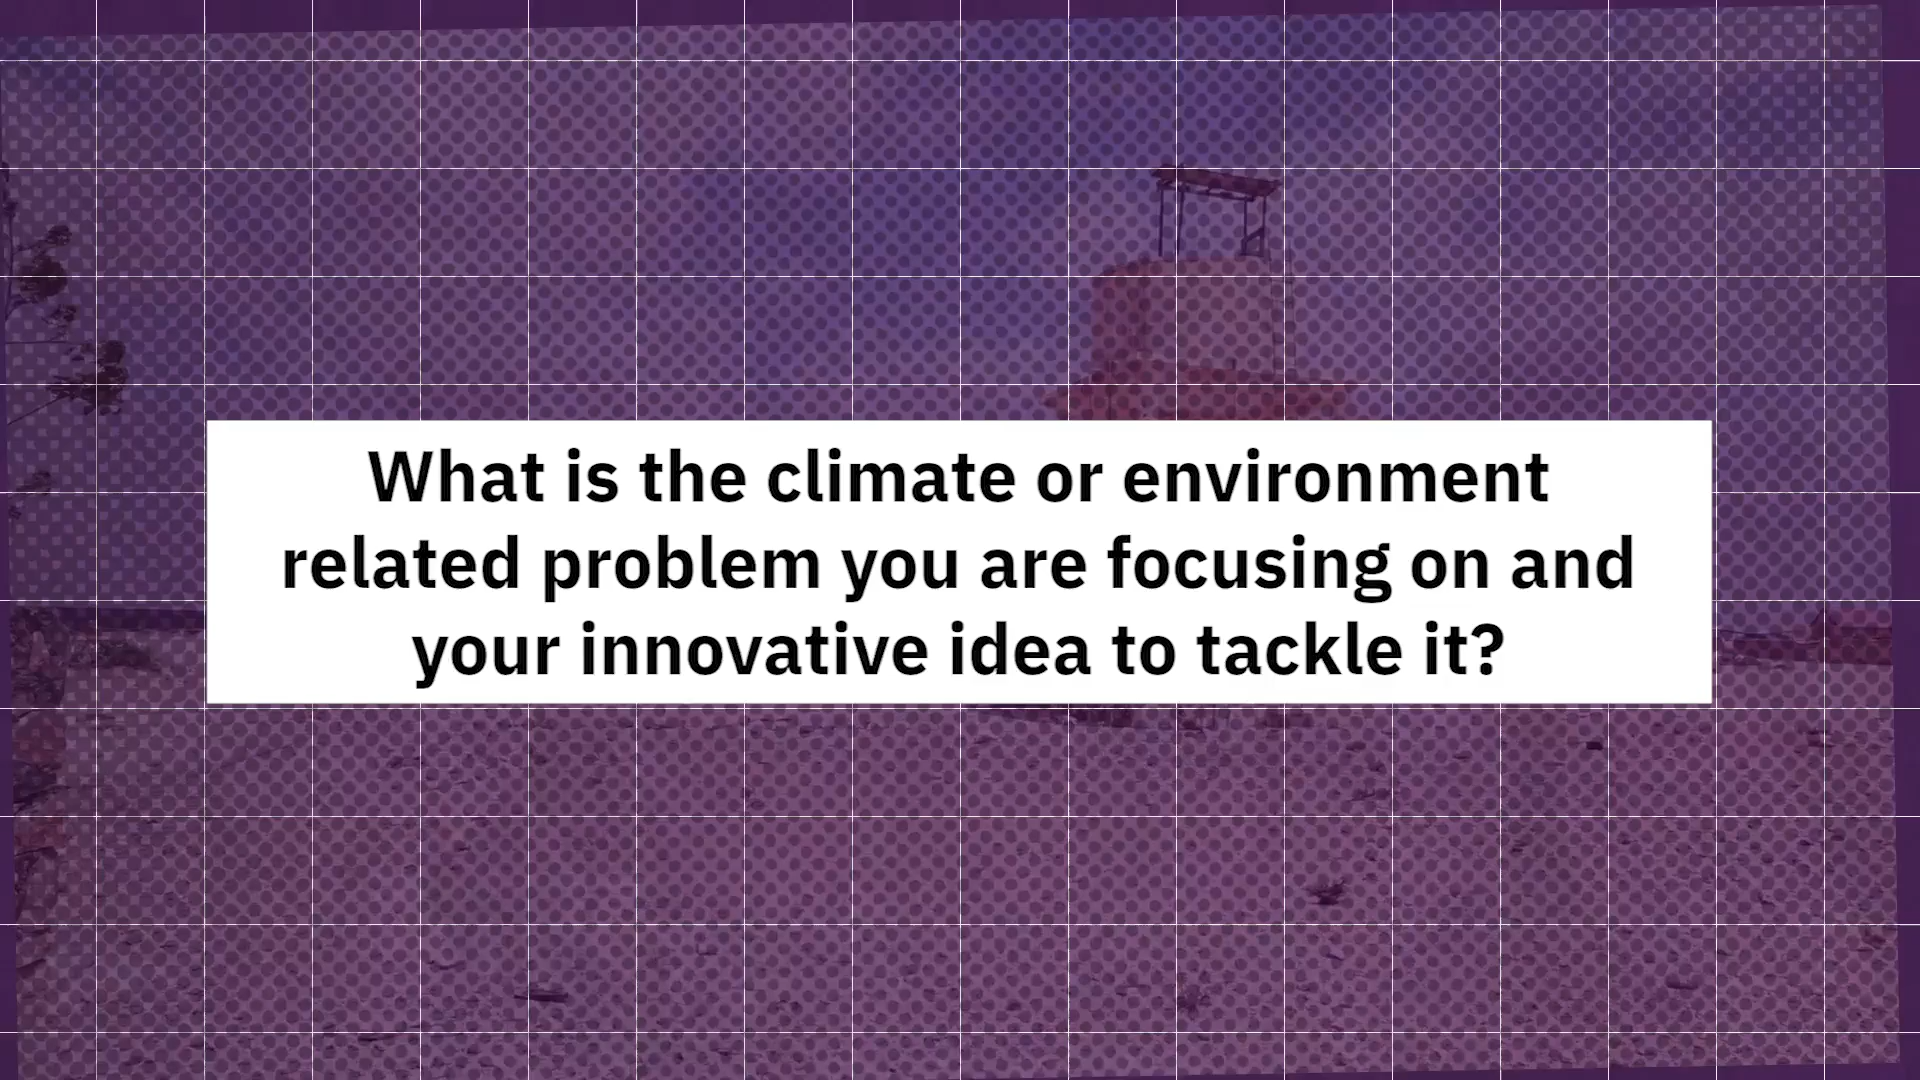 What is the climate or environment
related problem you are focusing on and
your innovative idea to tackle it?